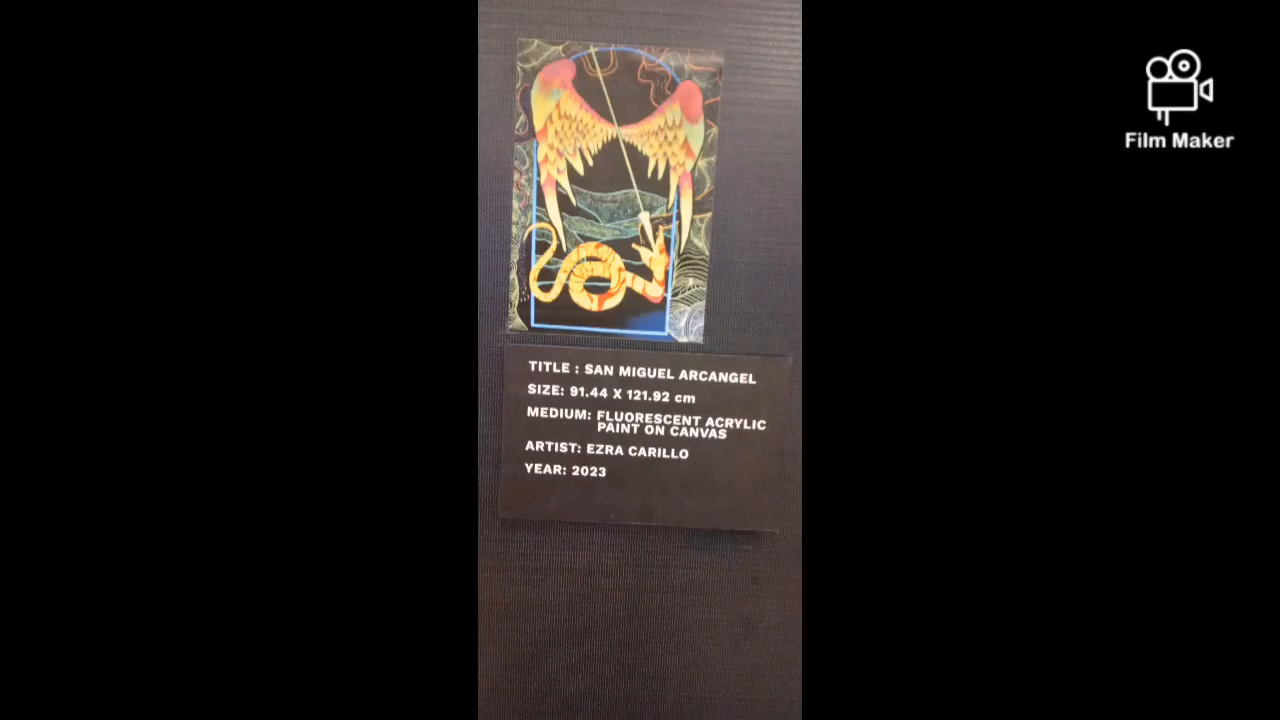 Film Maker
TITLE : SAN MIGUEL ARCANGEL
SIZE: 91.44 X 121.92 cm
MEDIUM: FLUORESCENT ACRYLIC
PAINT ON CANVAS
ARTIST: EZRA CARILLO
YEAR: 2023